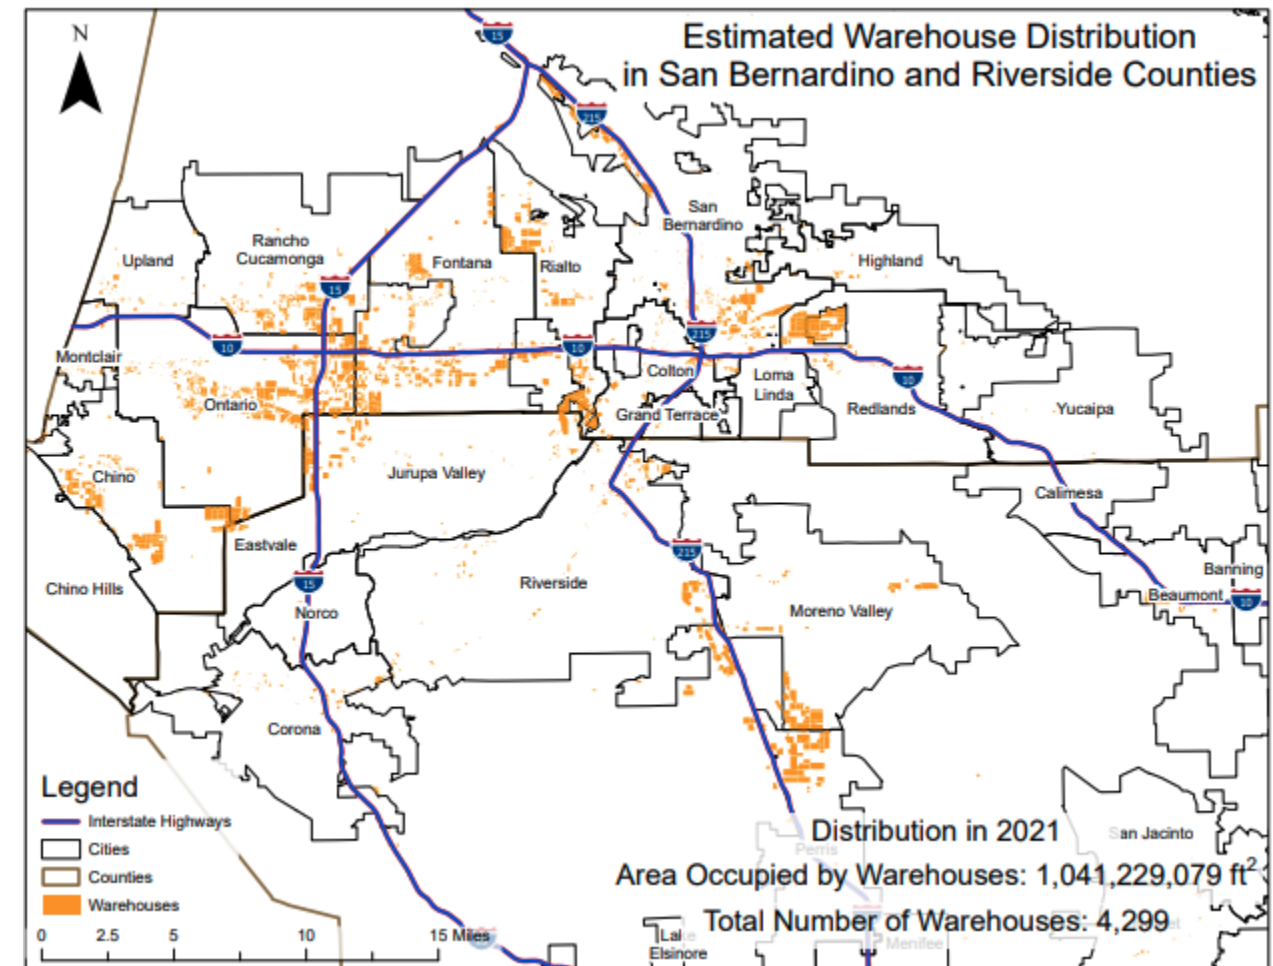 Estimated Warehouse Distribution
in San Bernardino and Riverside Counties
N
15
215
San
Bernardino
Rancho
Cucamonga
Upland
Fontana
Rialto
Highland
15
215
10
10
Montclair
Colton
Loma
Linda
10
Ontario
Grand Terrace
Redlands
Yucaipa
Chino
Jurupa Valley
Calimesa
Eastvale
215
Chino Hills
15
Riverside
Banning
Norco
Moreno Valley
Beaumont
10
Corona
Legend
Interstate Highways
Cities
Counties
Warehouses
0 2.5 5 10 15 Miles
Distribution in 2021
San Jacinto
Perris
Area Occupied by Warehouses: 1,041,229,079 ft²
Total Number of Warehouses: 4,299
Menifee
Elsinore